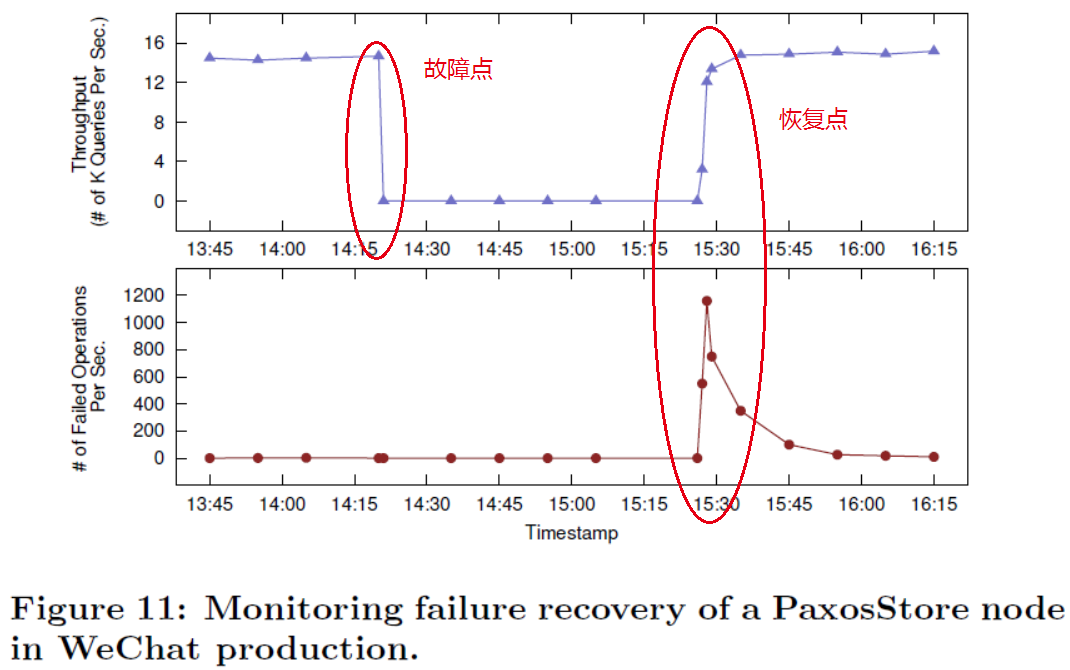 Throughput
(# of K Queries Per Sec.)
16
12
8
4
0
故障点
恢复点
13:45 14:00 14:15 14:30 14:45 15:00 15:15 15:30 15:45 16:00 16:15
# of Failed Operations
Per Sec.
1200
1000
800
600
400
200
0
13:45 14:00 14:15 14:30 14:45 15:00 15:15 15:30 15:45 16:00 16:15
Timestamp
Figure 11: Monitoring failure recovery of a PaxosStore node
in WeChat production.